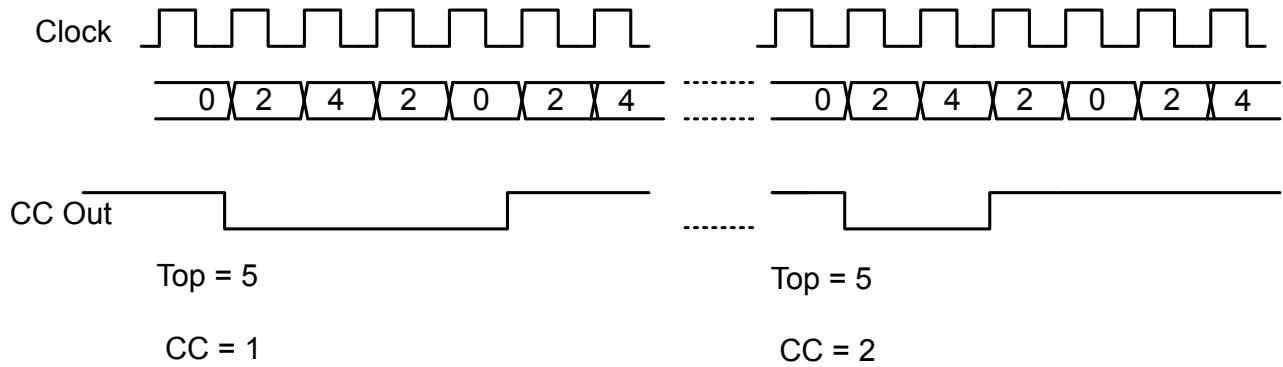 Clock
0 2 4 2 0 2 4 0 2 4 2 0 2 4
CC Out
Top = 5 Top = 5
CC = 1 CC = 2